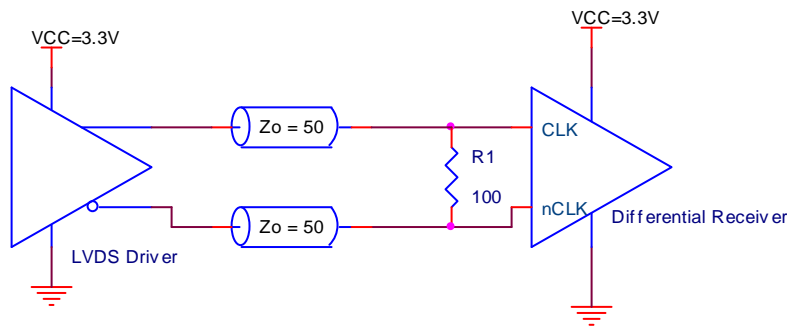 VCC=3.3V
VCC=3.3V
Zo = 50
CLK
R1
100
nCLK
Zo = 50
Differential Receiver
LVDS Driver